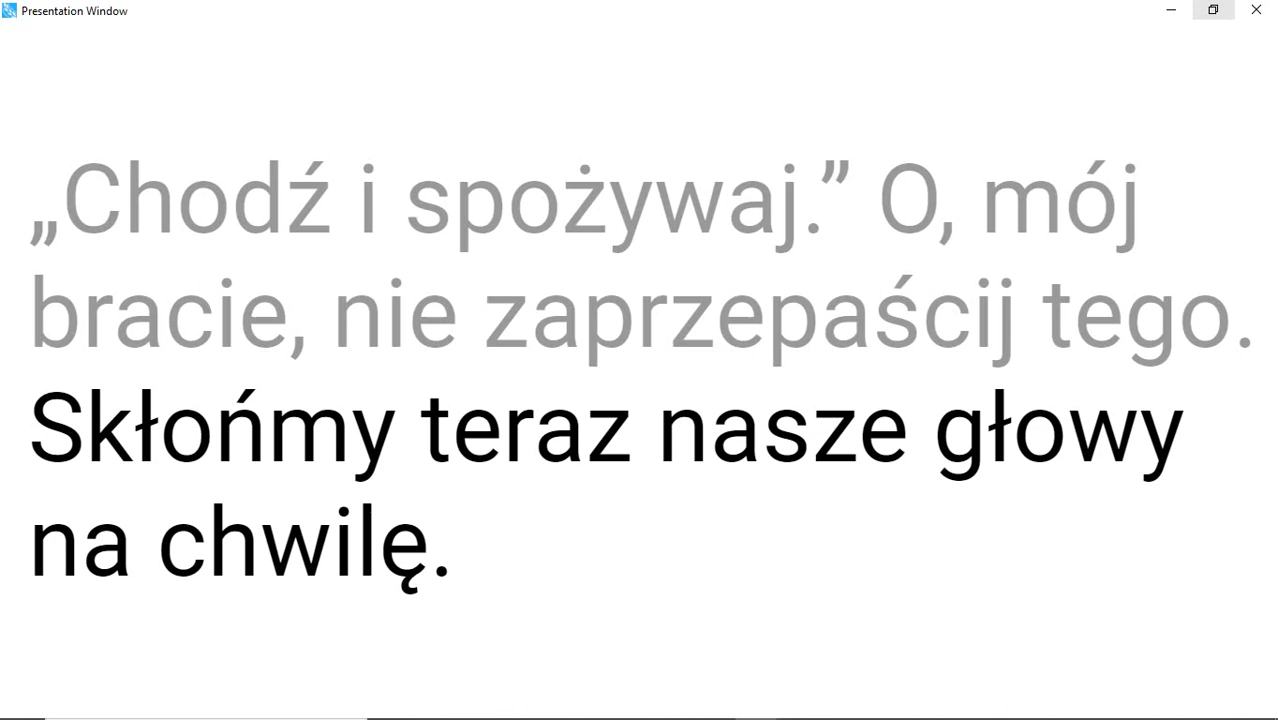 Presentation Window
„Chodź i spożywaj.” O, mój
bracie, nie zaprzepaścij tego.
Skłońmy teraz nasze głowy
na chwilę.